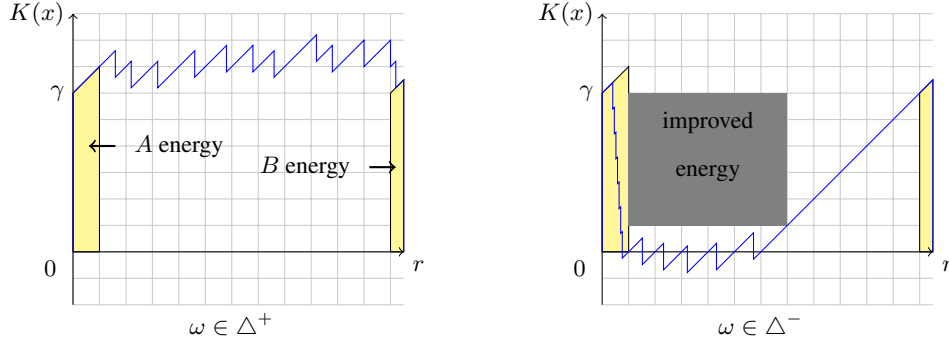 K(x)
γ
A energy
B energy
0
r
ω ∈ △⁺
K(x)
γ
improved
energy
0
r
ω ∈ △⁻